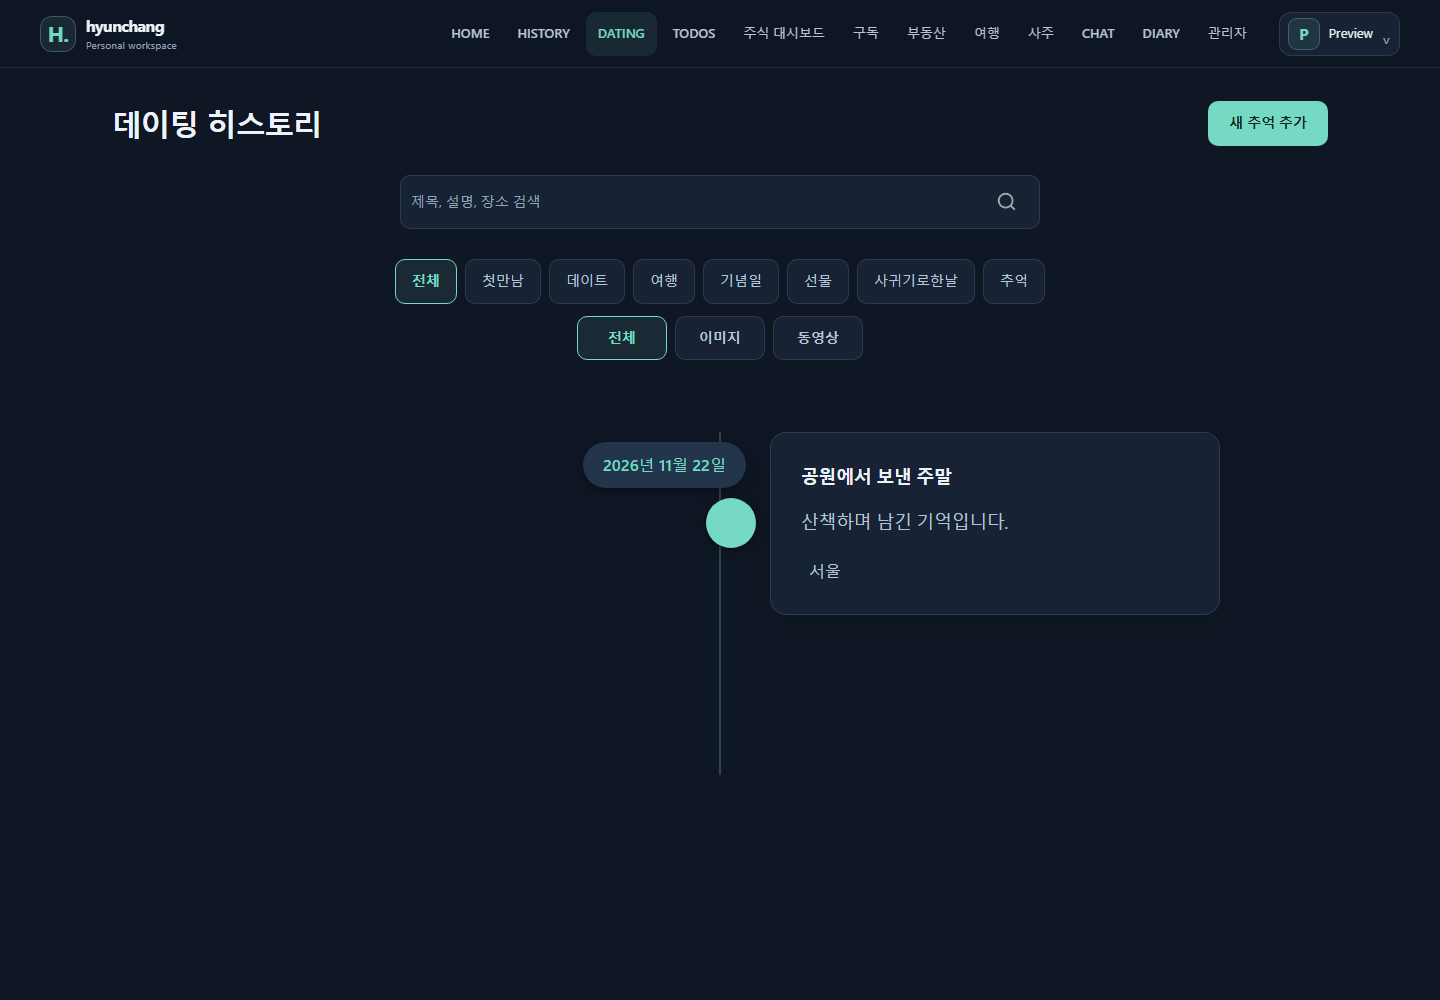 H.
hyunchang
Personal workspace
HOME HISTORY DATING TODOS 주식 대시보드 구독 부동산 여행 사주 CHAT DIARY 관리자
P Preview v
데이팅 히스토리
새 추억 추가
제목, 설명, 장소 검색
전체 첫만남 데이트 여행 기념일 선물 사귀기로한날 추억
전체 이미지 동영상
2026년 11월 22일
공원에서 보낸 주말
산책하며 남긴 기억입니다.
서울